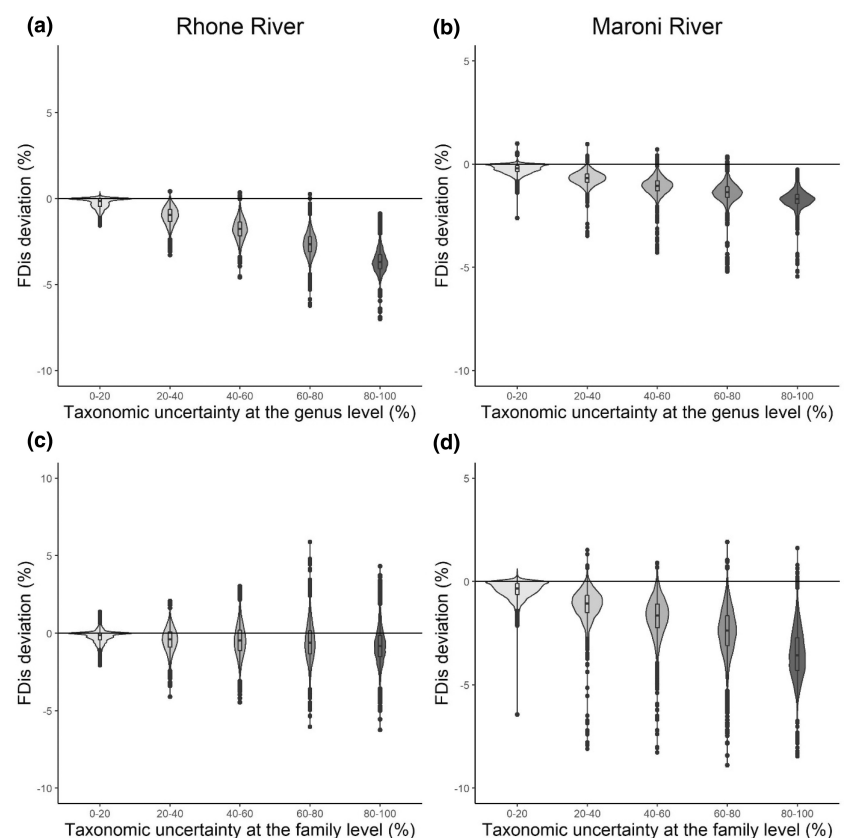 (a) Rhone River (b) Maroni River
5
0
-5
-10
FDis deviation (%)
0-20 20-40 40-60 60-80 80-100
Taxonomic uncertainty at the genus level (%)
5
0
-5
-10
FDis deviation (%)
0-20 20-40 40-60 60-80 80-100
Taxonomic uncertainty at the genus level (%)
(c)
10
5
0
-5
-10
FDis deviation (%)
0-20 20-40 40-60 60-80 80-100
Taxonomic uncertainty at the family level (%)
(d)
5
0
-5
-10
FDis deviation (%)
0-20 20-40 40-60 60-80 80-100
Taxonomic uncertainty at the family level (%)